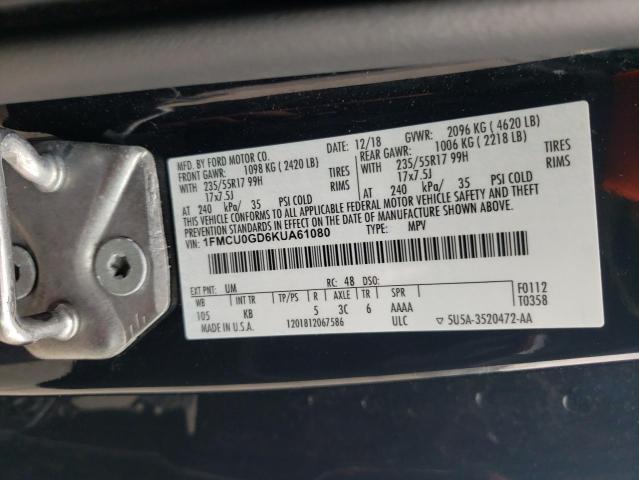 MFD. BY FORD MOTOR CO.
DATE: 12/18 GVWR: 2096 KG ( 4620 LB)
FRONT GAWR: 1098 KG ( 2420 LB) REAR GAWR: 1006 KG ( 2218 LB)
WITH 235/55R17 99H TIRES 235/55R17 99H TIRES
17x7.5J RIMS 17x7.5J RIMS
AT 240 kPa/ 35 PSI COLD AT 240 kPa/ 35 PSI COLD
THIS VEHICLE CONFORMS TO ALL APPLICABLE FEDERAL MOTOR VEHICLE SAFETY AND THEFT
PREVENTION STANDARDS IN EFFECT ON THE DATE OF MANUFACTURE SHOWN ABOVE.
VIN: 1FMCU0GD6KUA61080 TYPE: MPV
EXT PNT: UM RC: 48 DSO:
WB INT TR TP/PS R AXLE TR SPR
105 KB 5 3C 6 AAAA
F0112
T0358
MADE IN U.S.A. 1201812067586 ULC ▽ 5U5A-3520472-AA